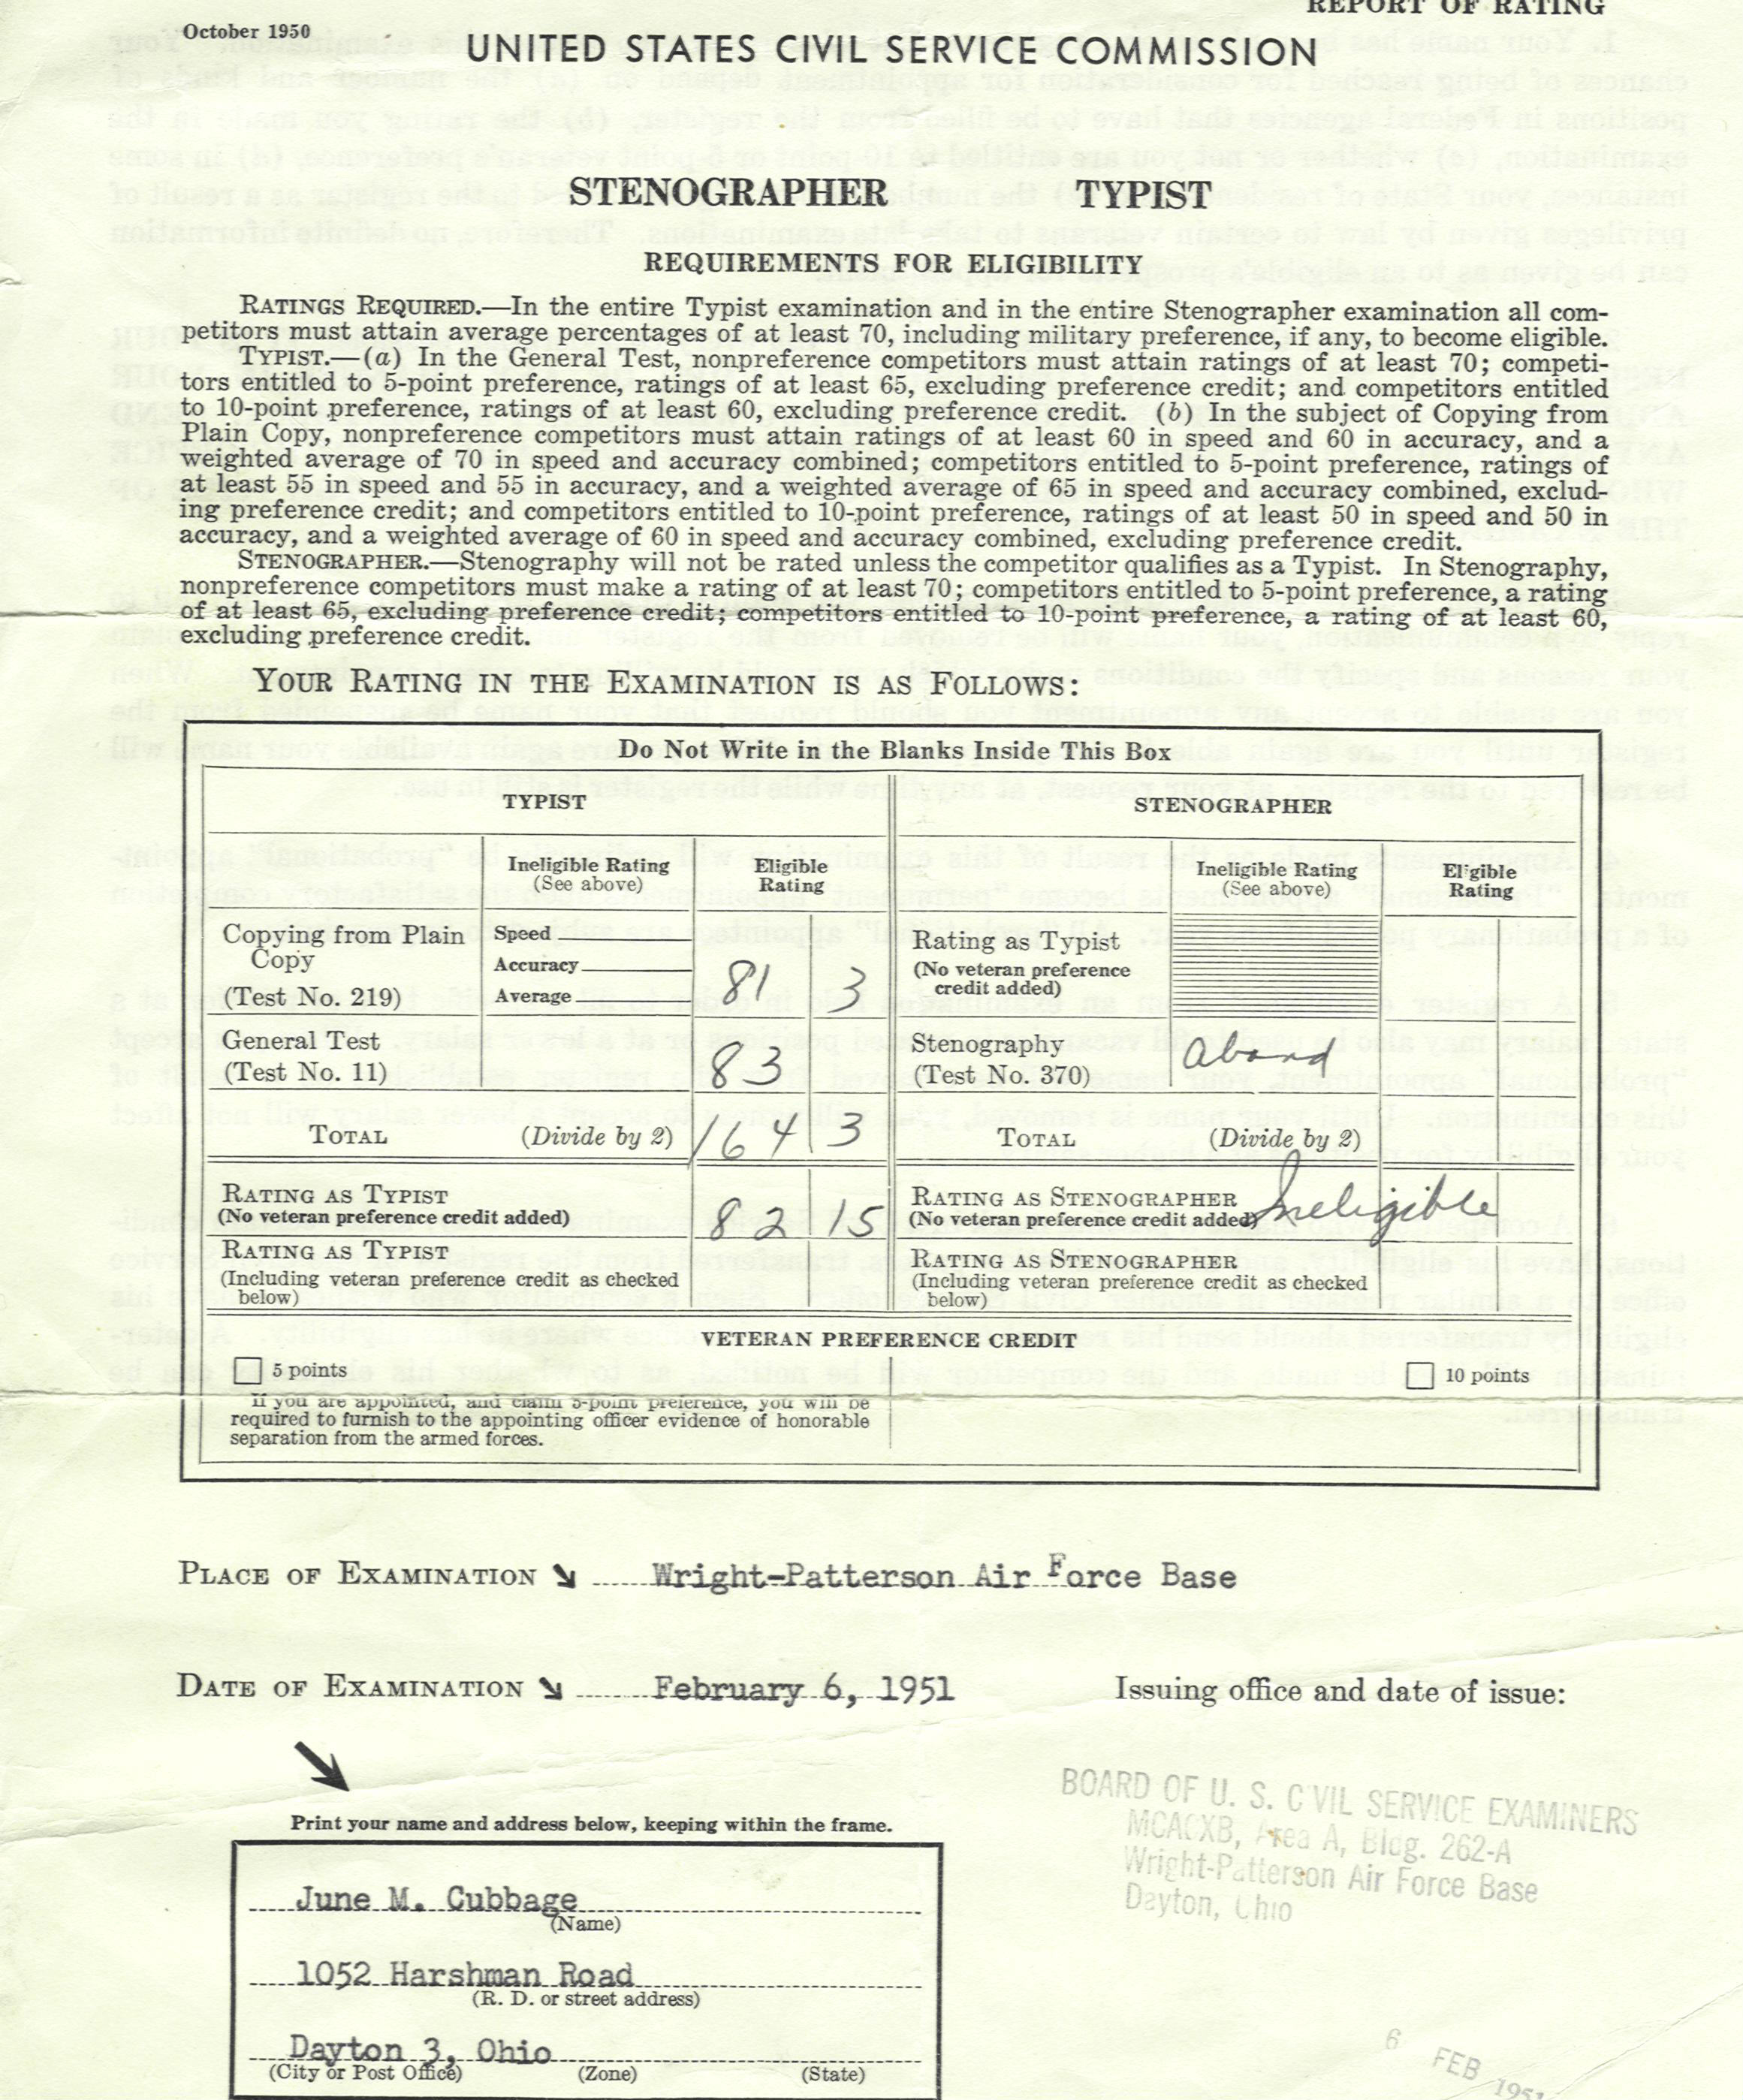 REPORT OF RATING
October 1950
UNITED STATES CIVIL SERVICE COMMISSION
STENOGRAPHER TYPIST
REQUIREMENTS FOR ELIGIBILITY
RATINGS REQUIRED.—In the entire Typist examination and in the entire Stenographer examination all com-
petitors must attain average percentages of at least 70, including military preference, if any, to become eligible.
TYPIST.—(a) In the General Test, nonpreference competitors must attain ratings of at least 70; competi-
tors entitled to 5-point preference, ratings of at least 65, excluding preference credit; and competitors entitled
to 10-point preference, ratings of at least 60, excluding preference credit. (b) In the subject of Copying from
Plain Copy, nonpreference competitors must attain ratings of at least 60 in speed and 60 in accuracy, and a
weighted average of 70 in speed and accuracy combined; competitors entitled to 5-point preference, ratings of
at least 55 in speed and 55 in accuracy, and a weighted average of 65 in speed and accuracy combined, exclud-
ing preference credit; and competitors entitled to 10-point preference, ratings of at least 50 in speed and 50 in
accuracy, and a weighted average of 60 in speed and accuracy combined, excluding preference credit.
STENOGRAPHER.—Stenography will not be rated unless the competitor qualifies as a Typist. In Stenography,
nonpreference competitors must make a rating of at least 70; competitors entitled to 5-point preference, a rating
of at least 65, excluding preference credit; competitors entitled to 10-point preference, a rating of at least 60,
excluding preference credit.
YOUR RATING IN THE EXAMINATION IS AS FOLLOWS:
Do Not Write in the Blanks Inside This Box
TYPIST STENOGRAPHER
Ineligible Rating (See above) Eligible Rating Ineligible Rating (See above) Eligible Rating
Copying from Plain Copy (Test No. 219) Speed Accuracy Average 81 3 Rating as Typist (No veteran preference credit added)
General Test (Test No. 11) 83 Stenography (Test No. 370) aband
TOTAL (Divide by 2) 164 3 TOTAL (Divide by 2)
RATING AS TYPIST (No veteran preference credit added) 82 15 RATING AS STENOGRAPHER (No veteran preference credit added) Ineligible
RATING AS TYPIST (Including veteran preference credit as checked below) RATING AS STENOGRAPHER (Including veteran preference credit as checked below)
VETERAN PREFERENCE CREDIT
5 points 10 points
If you are appointed, and claim 5-point preference, you will be
required to furnish to the appointing officer evidence of honorable
separation from the armed forces.
PLACE OF EXAMINATION Wright-Patterson Air Force Base
DATE OF EXAMINATION February 6, 1951 Issuing office and date of issue:
BOARD OF U. S. CIVIL SERVICE EXAMINERS
MCACXB, Area A, Bldg. 262-A
Wright-Patterson Air Force Base
Dayton, Ohio
Print your name and address below, keeping within the frame.
June M. Cubbage
(Name)
1052 Harshman Road
(R. D. or street address)
Dayton 3, Ohio
(City or Post Office) (Zone) (State)
6 FEB 1951